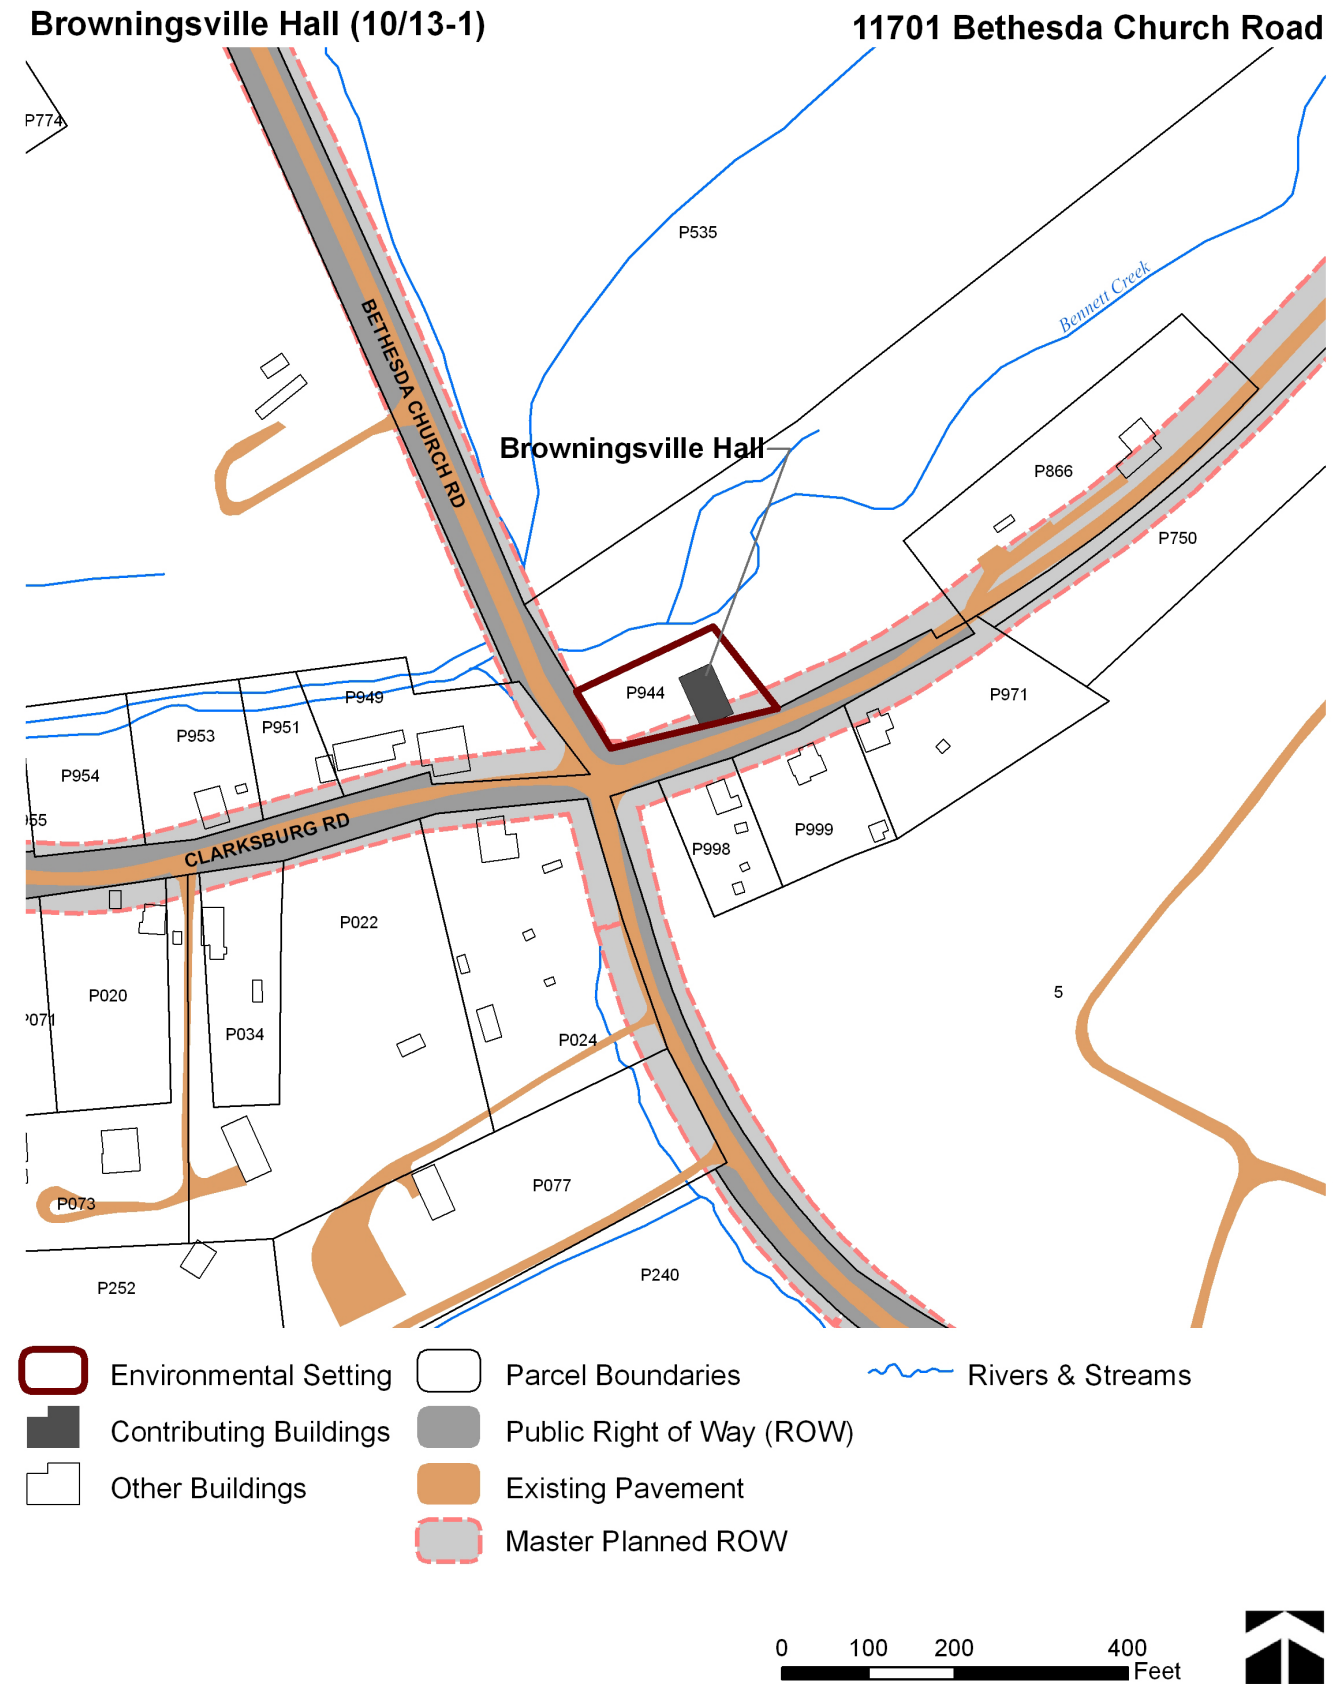 Browningsville Hall (10/13-1)
11701 Bethesda Church Road
P774
P535
Bennett Creek
BETHESDA CHURCH RD
Browningsville Hall
P866
P750
P944
P971
P949
P951
P953
P954
CLARKSBURG RD
P999
P998
P022
P020
P034
P024
5
P077
P073
P240
P252
Environmental Setting
Parcel Boundaries
Rivers & Streams
Contributing Buildings
Public Right of Way (ROW)
Other Buildings
Existing Pavement
Master Planned ROW
0 100 200 400
Feet